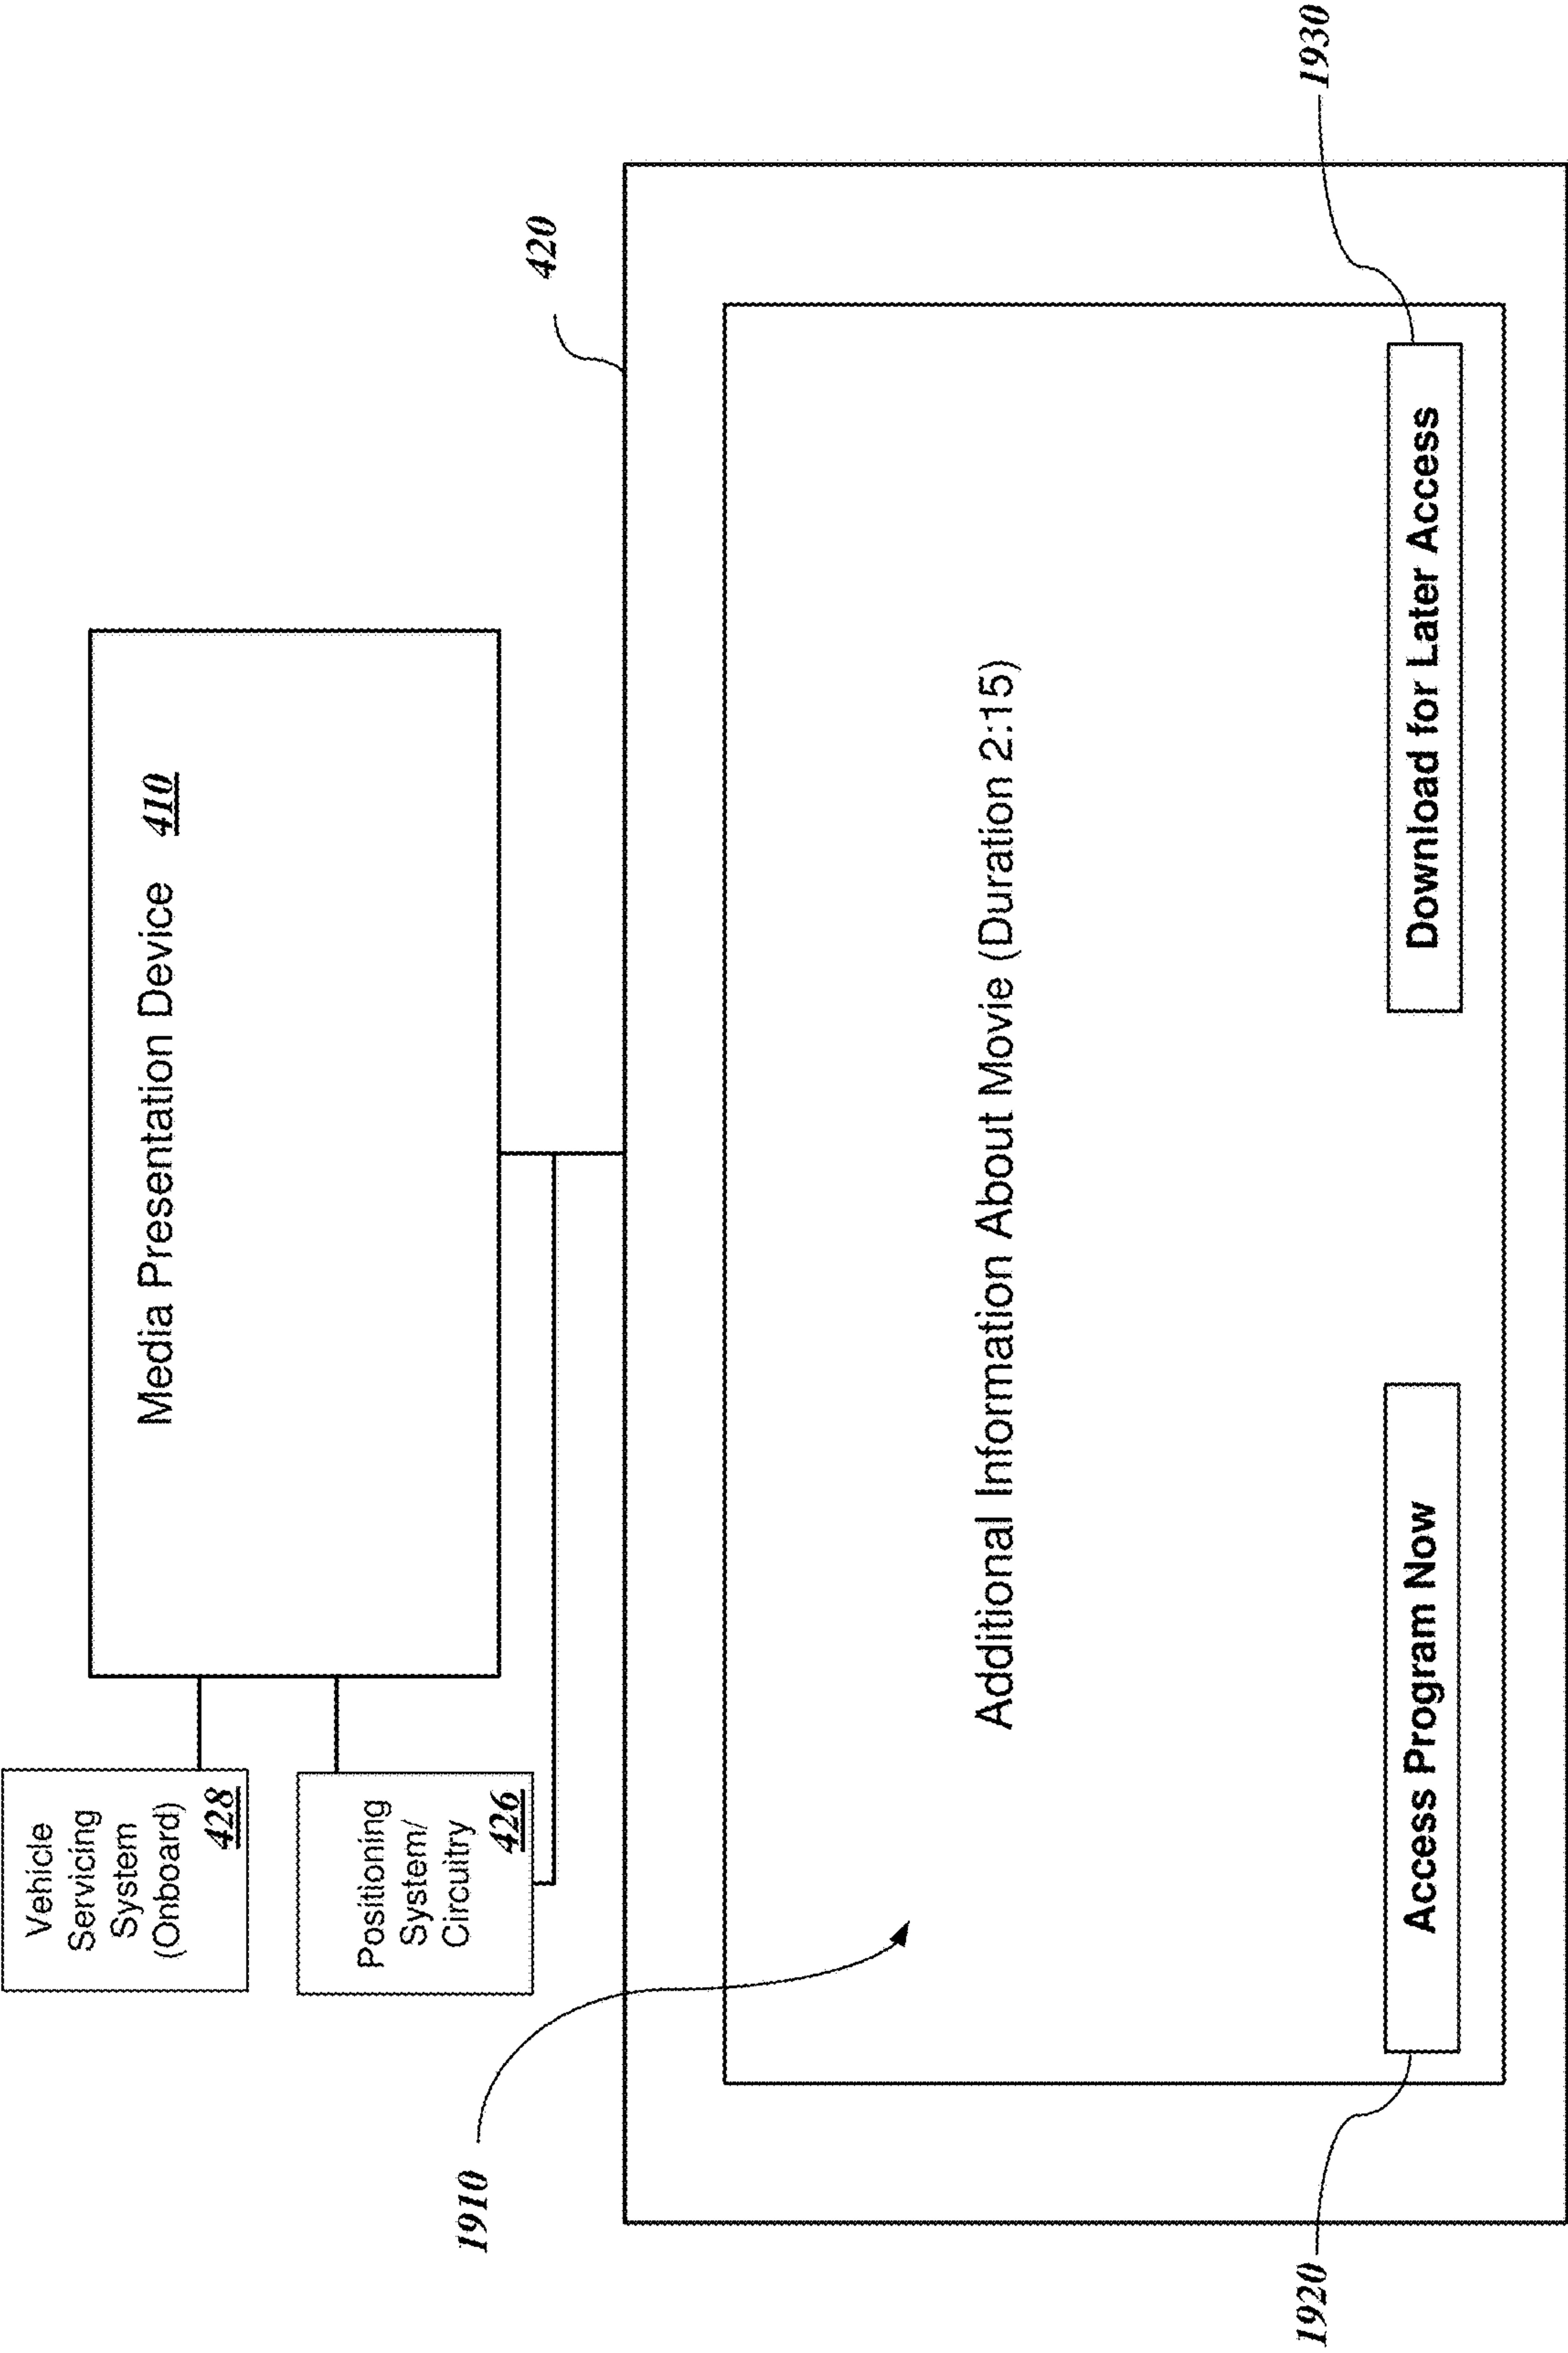 Vehicle
Servicing
System
(Onboard)
428
Media Presentation Device 410
Positioning
System/
Circuitry
426
420
1910
Additional Information About Movie (Duration 2:15)
Access Program Now
Download for Later Access
1920
1930